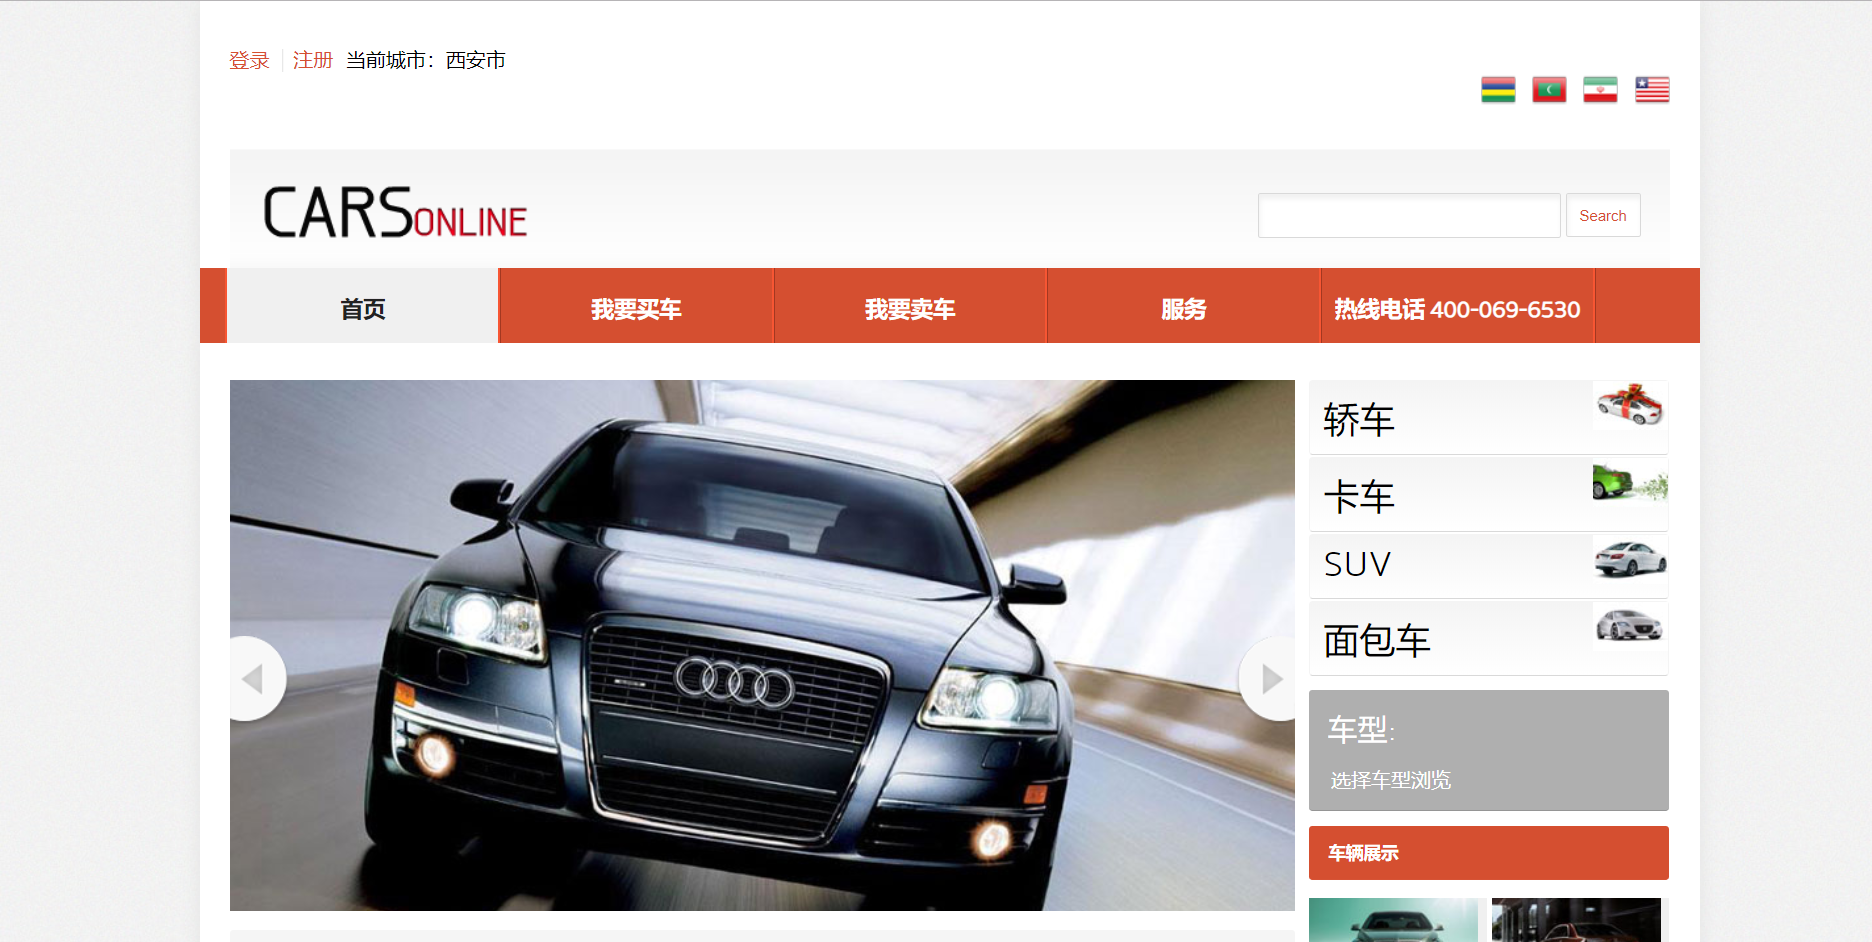 登录 注册 当前城市：西安市
CARSONLINE
Search
首页 我要买车 我要卖车 服务 热线电话 400-069-6530
轿车
卡车
SUV
面包车
车型:
选择车型浏览
车辆展示